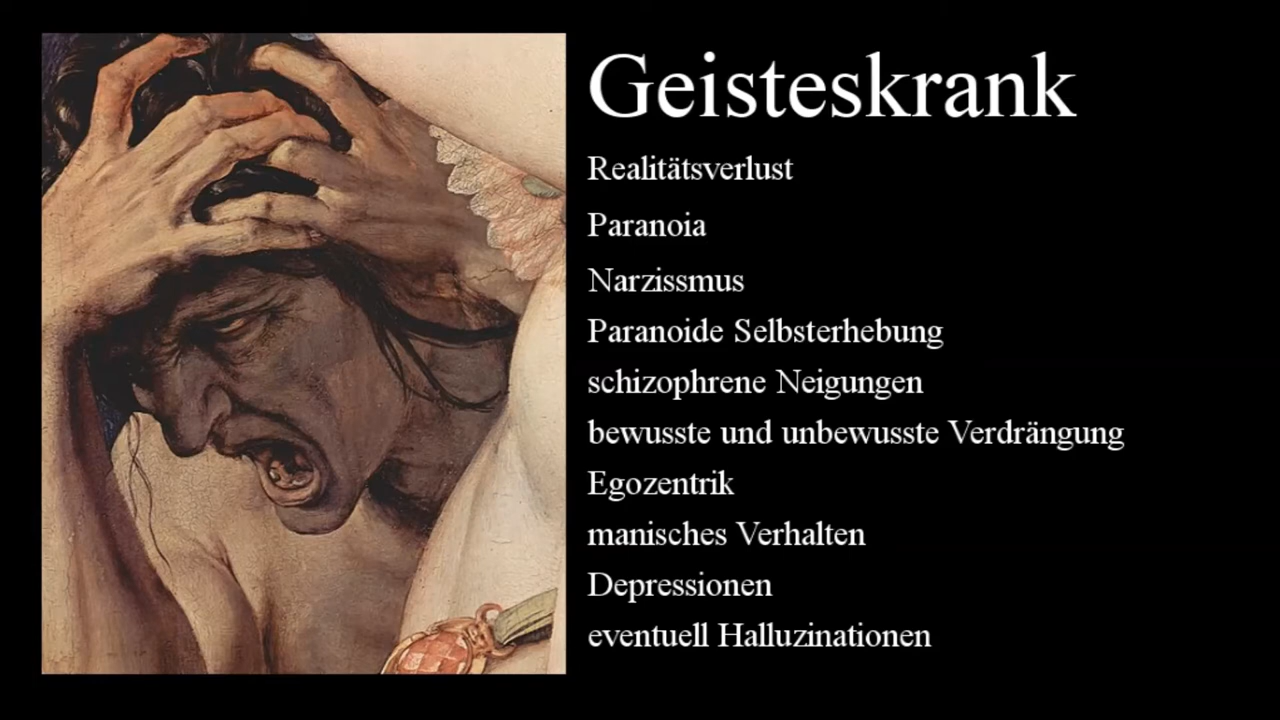 Geisteskrank
Realitätsverlust
Paranoia
Narzissmus
Paranoide Selbsterhebung
schizophrene Neigungen
bewusste und unbewusste Verdrängung
Egozentrik
manisches Verhalten
Depressionen
eventuell Halluzinationen